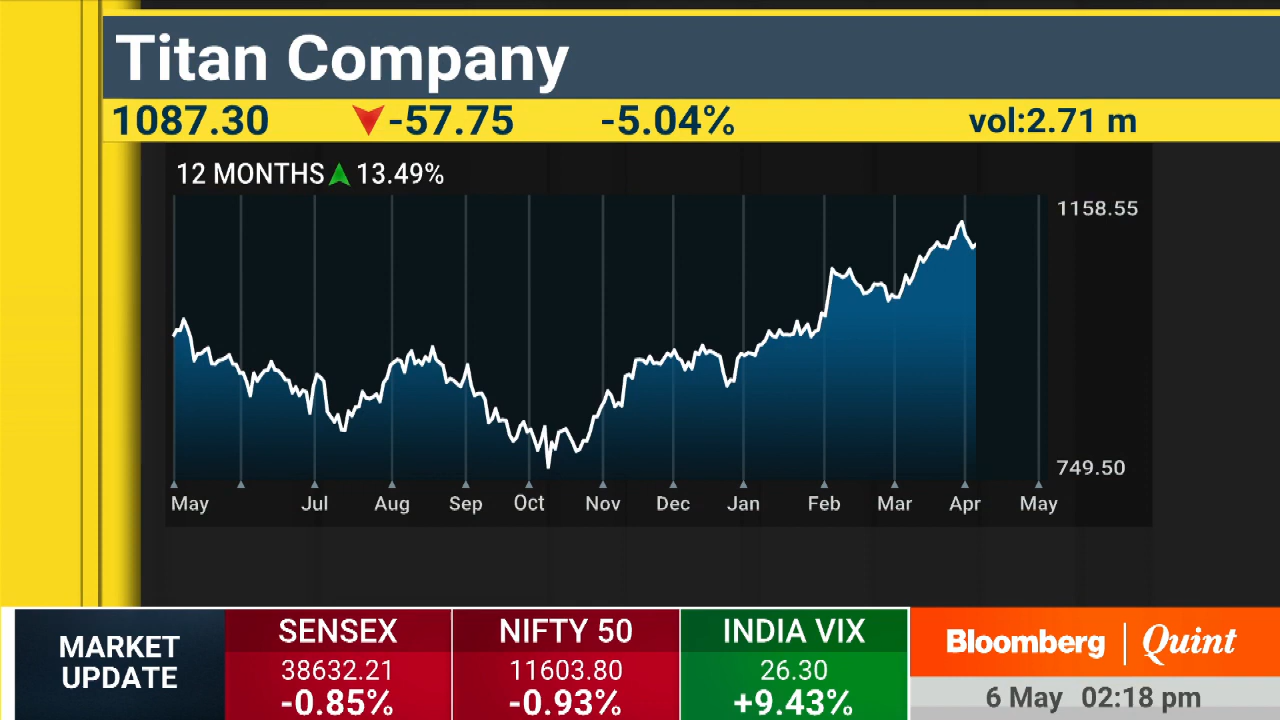 Titan Company
1087.30 -57.75 -5.04% vol:2.71 m
12 MONTHS 13.49%
1158.55
749.50
May Jul Aug Sep Oct Nov Dec Jan Feb Mar Apr May
MARKET
UPDATE
SENSEX
38632.21
-0.85%
NIFTY 50
11603.80
-0.93%
INDIA VIX
26.30
+9.43%
Bloomberg | Quint
6 May 02:18 pm